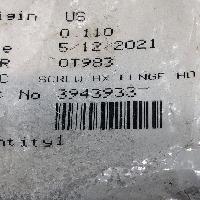 igin US
0.110
e 5/12/2021
R OT983
C SCREW HX FLNGE HD
t No 3943933-
ntity1